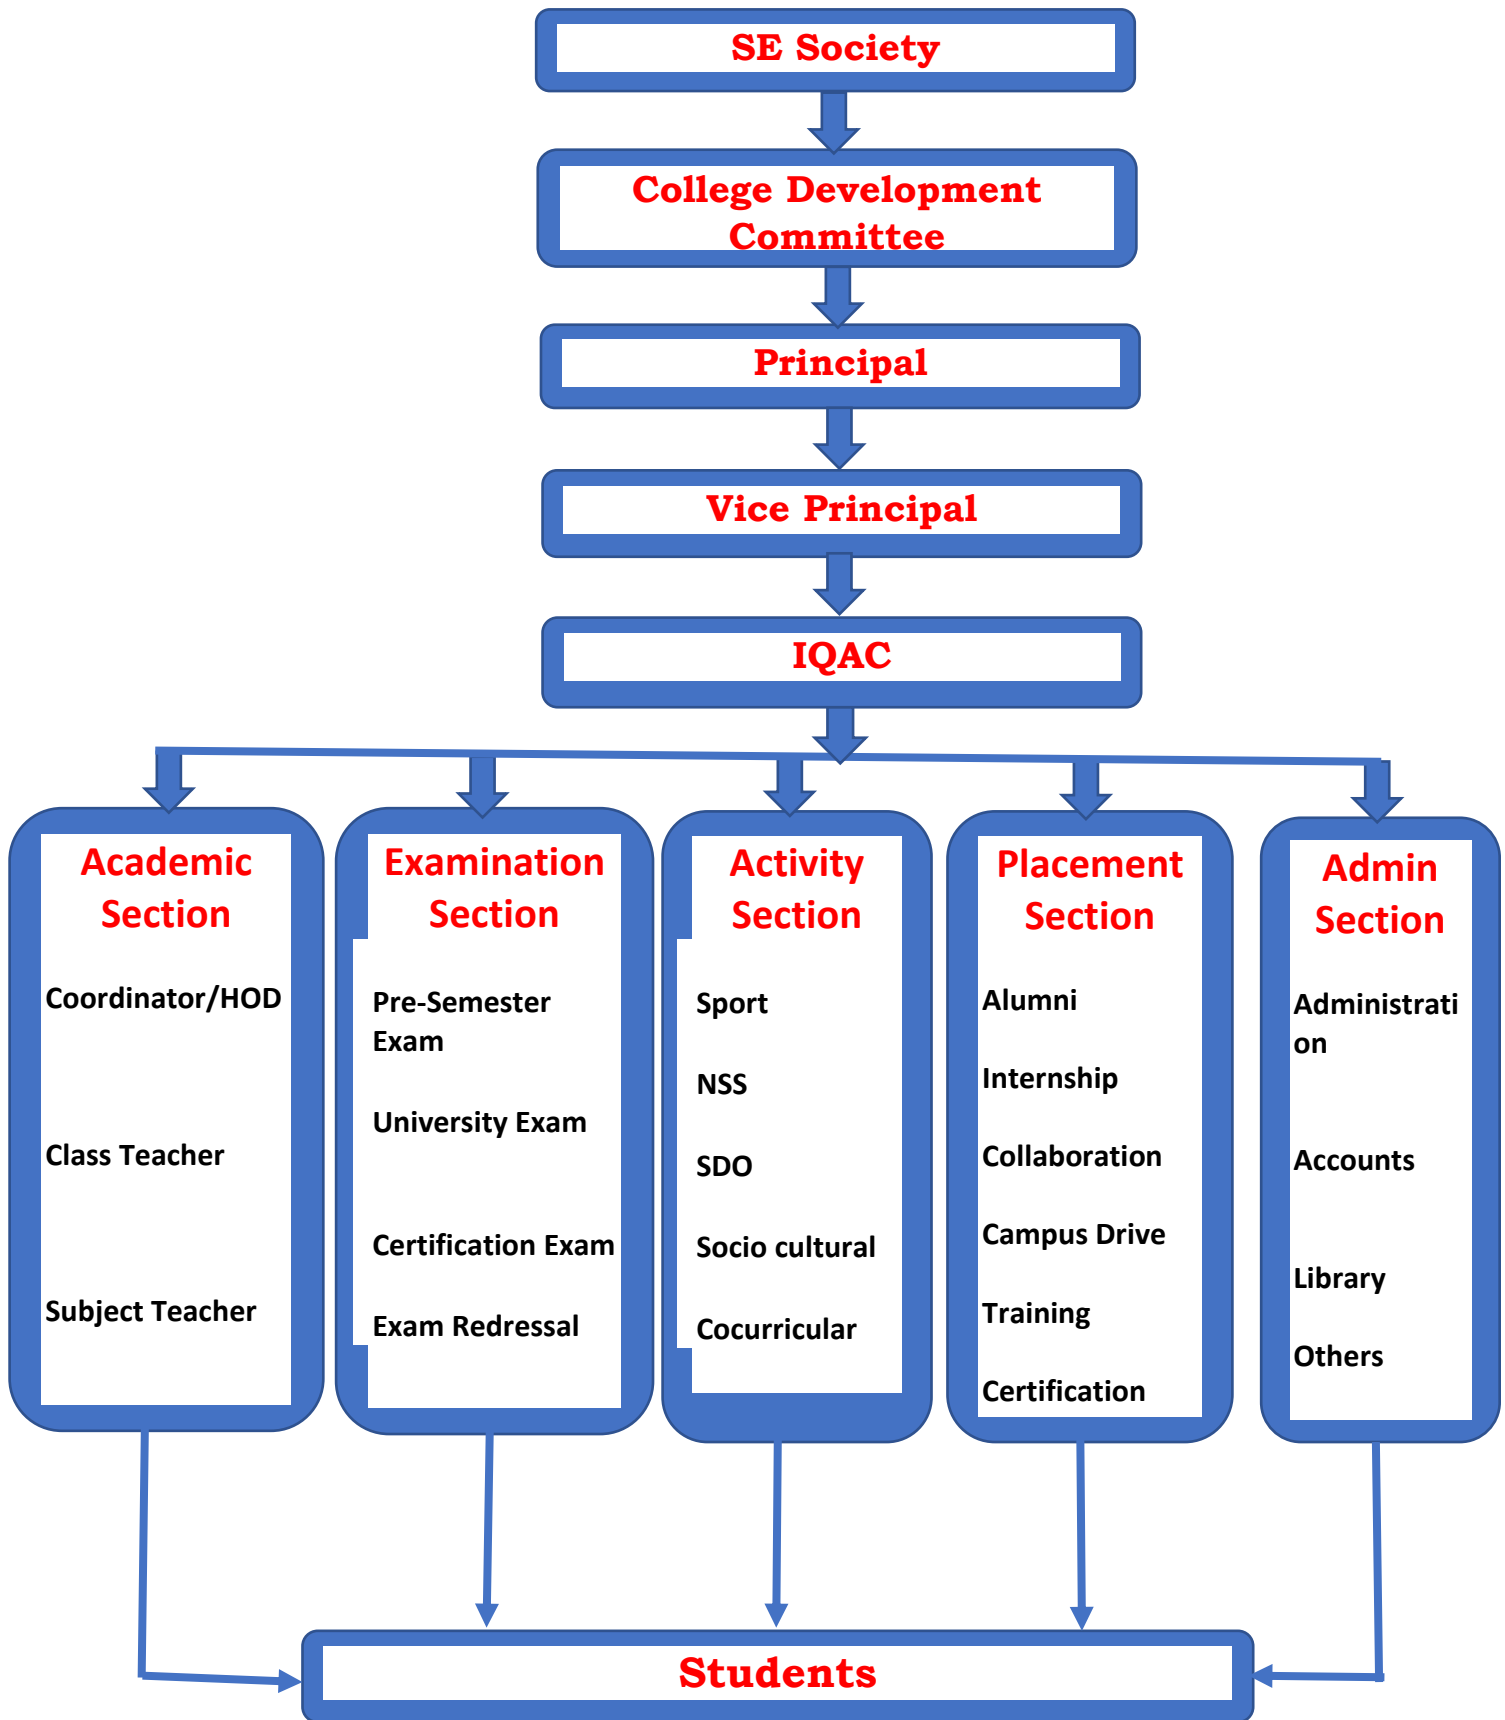 SE Society
College Development
Committee
Principal
Vice Principal
IQAC
Academic
Section
Coordinator/HOD
Class Teacher
Subject Teacher
Examination
Section
Pre-Semester
Exam
University Exam
Certification Exam
Exam Redressal
Activity
Section
Sport
NSS
SDO
Socio cultural
Cocurricular
Placement
Section
Alumni
Internship
Collaboration
Campus Drive
Training
Certification
Admin
Section
Administrati
on
Accounts
Library
Others
Students